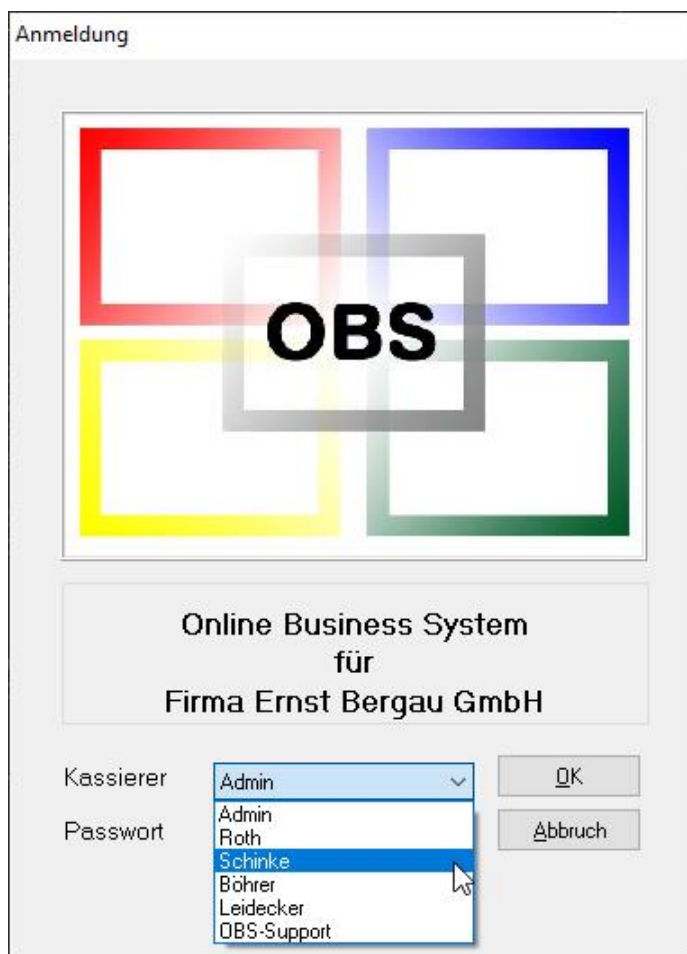 Anmeldung
OBS
Online Business System
für
Firma Ernst Bergau GmbH
Kassierer
Admin
OK
Passwort
Abbruch
Admin
Roth
Schinke
Böhrer
Leidecker
OBS-Support